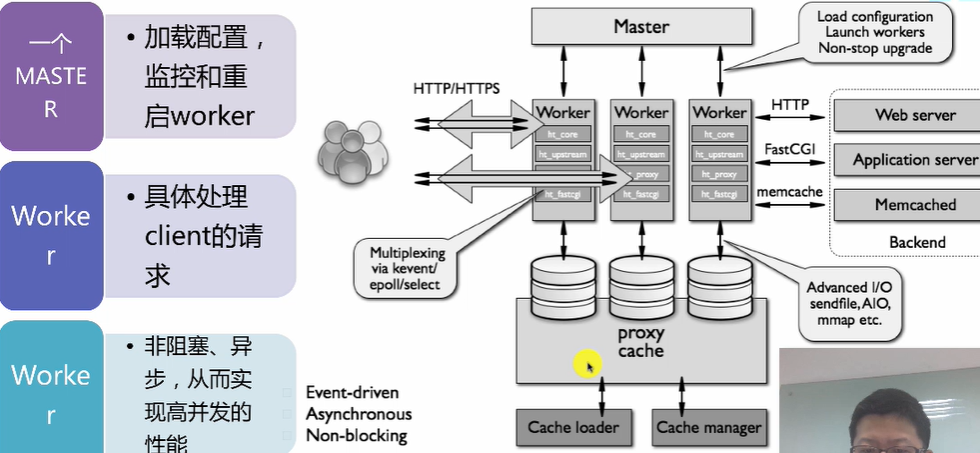 一个
MASTE
R
• 加载配置，
监控和重
启worker
Worke
r
• 具体处理
client的请
求
Worke
r
• 非阻塞、异
步，从而实
现高并发的
性能
Master
Load configuration
Launch workers
Non-stop upgrade
HTTP/HTTPS
Worker
ht_core
ht_upstream
ht_fastcgi
Worker
ht_core
ht_upstream
ht_fastcgi
Worker
ht_core
ht_upstream
ht_proxy
ht_fastcgi
HTTP
FastCGI
memcache
Web server
Application server
Memcached
Backend
Multiplexing
via kevent/
epoll/select
Advanced I/O
sendfile, AIO,
mmap etc.
proxy
cache
Event-driven
Asynchronous
Non-blocking
Cache loader
Cache manager